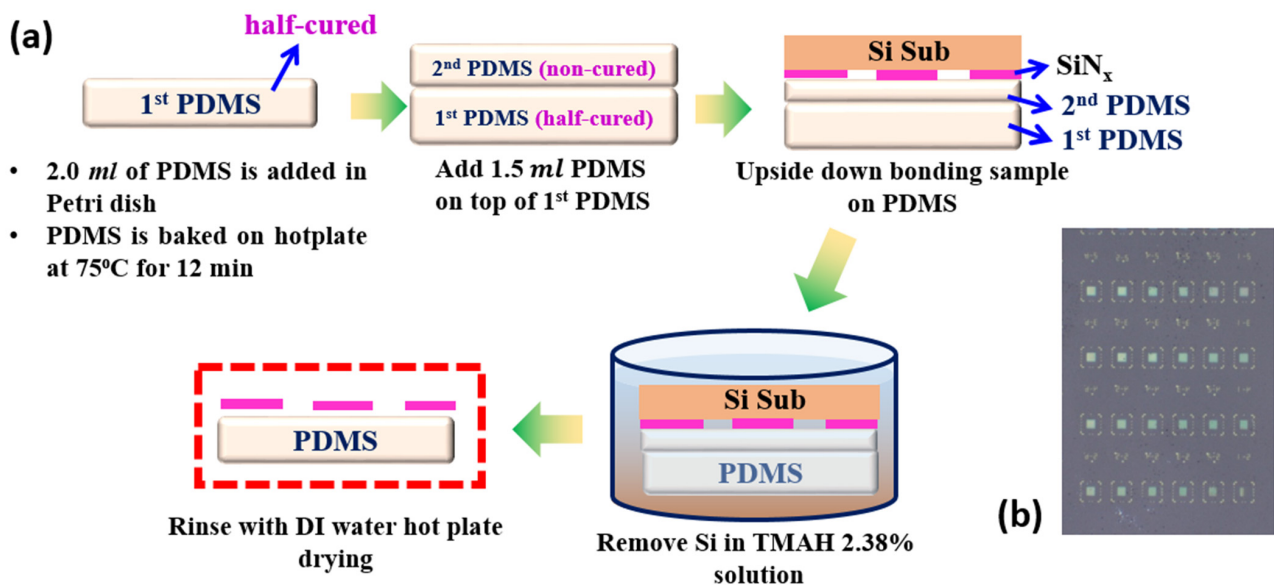 (a)
half-cured
1st PDMS
• 2.0 ml of PDMS is added in
Petri dish
• PDMS is baked on hotplate
at 75⁰C for 12 min
2nd PDMS (non-cured)
1st PDMS (half-cured)
Add 1.5 ml PDMS
on top of 1st PDMS
Si Sub
SiNx
2nd PDMS
1st PDMS
Upside down bonding sample
on PDMS
Si Sub
PDMS
Remove Si in TMAH 2.38%
solution
PDMS
Rinse with DI water hot plate
drying
(b)